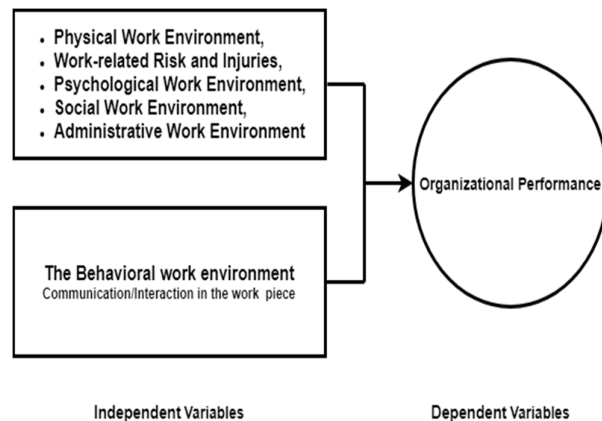 • Physical Work Environment,
• Work-related Risk and Injuries,
• Psychological Work Environment,
• Social Work Environment,
• Administrative Work Environment
Organizational Performance
The Behavioral work environment
Communication/Interaction in the work piece
Independent Variables
Dependent Variables